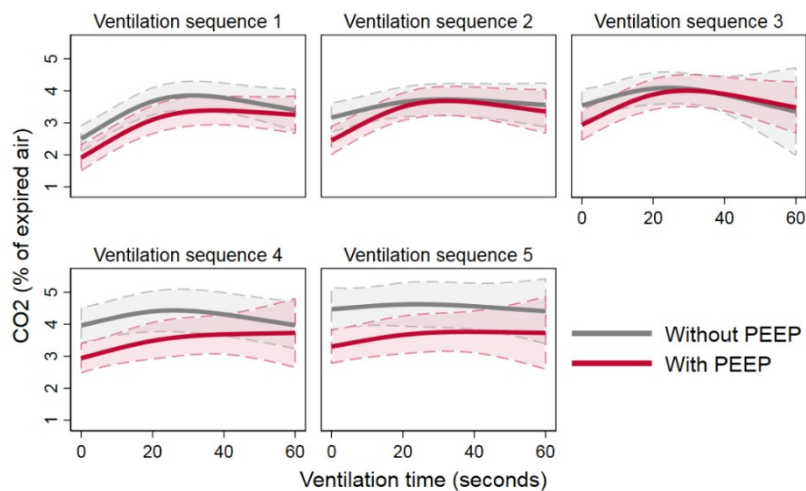 Ventilation sequence 1
Ventilation sequence 2
Ventilation sequence 3
CO2 (% of expired air)
5
4
3
2
1
0
20
40
60
Ventilation sequence 4
Ventilation sequence 5
5
4
3
2
1
0
20
40
60
0
20
40
60
Without PEEP
With PEEP
Ventilation time (seconds)